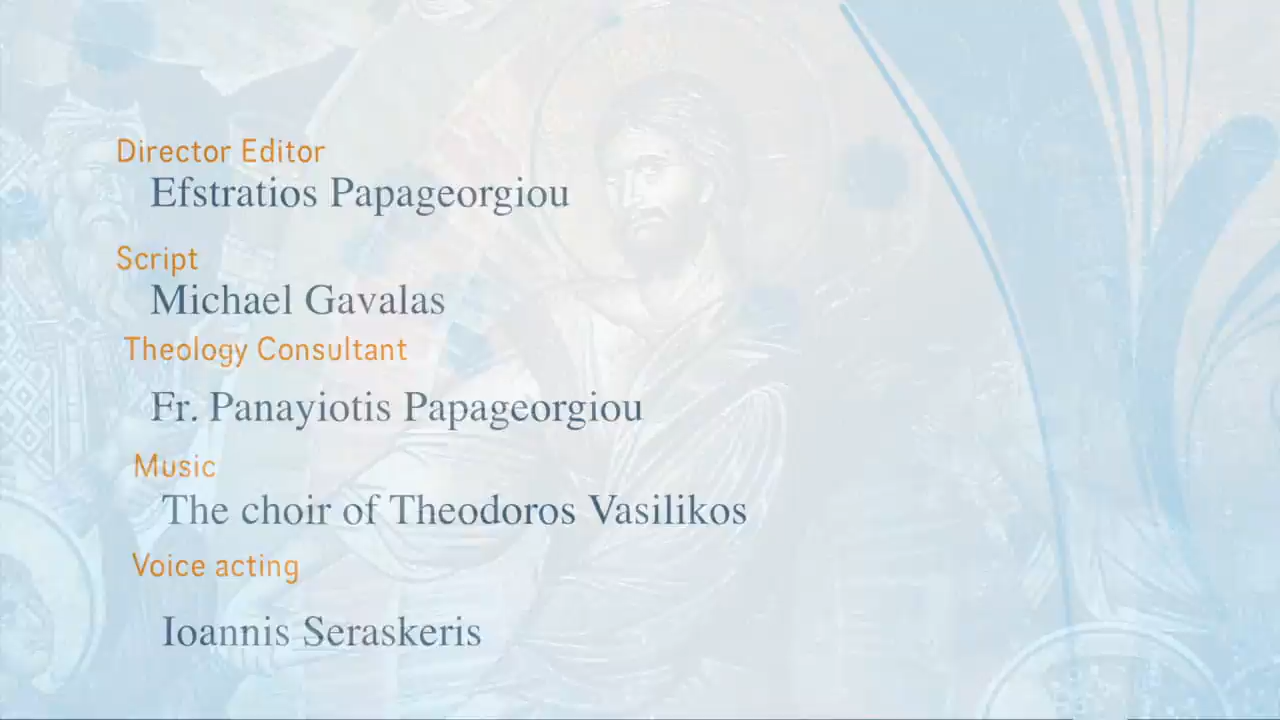 Director Editor
Efstratios Papageorgiou
Script
Michael Gavalas
Theology Consultant
Fr. Panayiotis Papageorgiou
Music
The choir of Theodoros Vasilikos
Voice acting
Ioannis Seraskeris